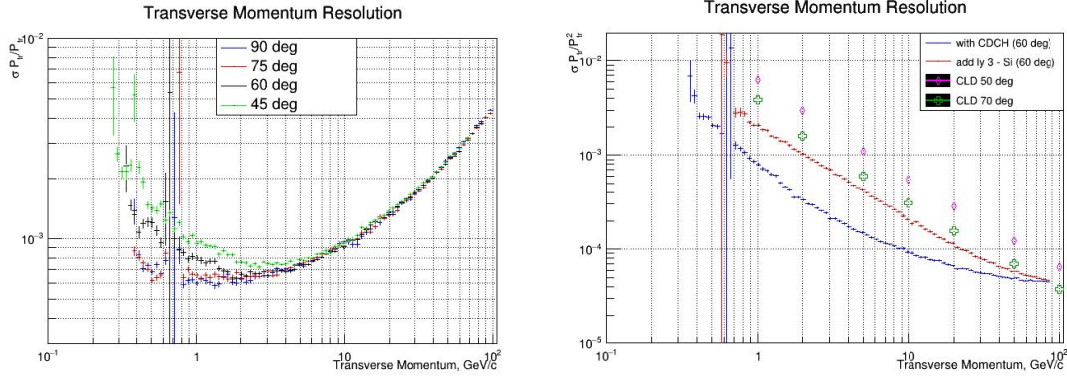 Transverse Momentum Resolution
σ P_tr/P_tr
10^-2
10^-3
90 deg
75 deg
60 deg
45 deg
10^-1
1
10
10^2
Transverse Momentum, GeV/c
Transverse Momentum Resolution
σ P_tr/P^2_tr
10^-2
10^-3
10^-4
10^-5
with CDCH (60 deg)
add ly 3 - Si (60 deg)
CLD 50 deg
CLD 70 deg
10^-1
1
10
10^2
Transverse Momentum, GeV/c